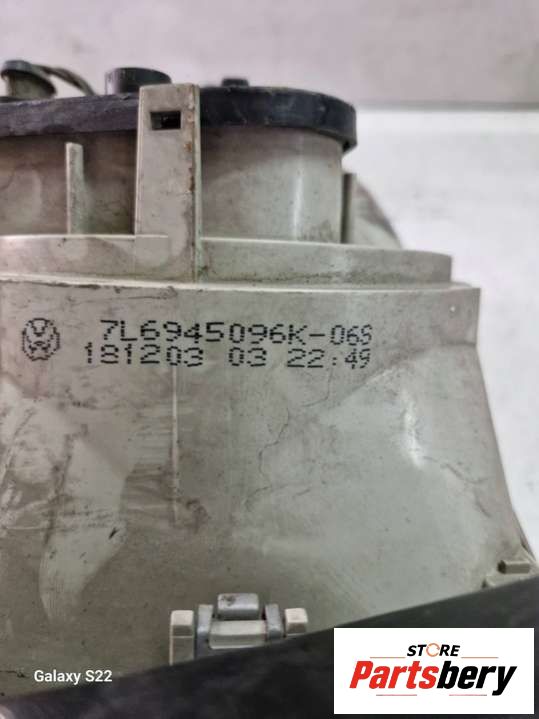 7L6945096K-06S
181203 03 22:49
Galaxy S22
STORE
Partsbery